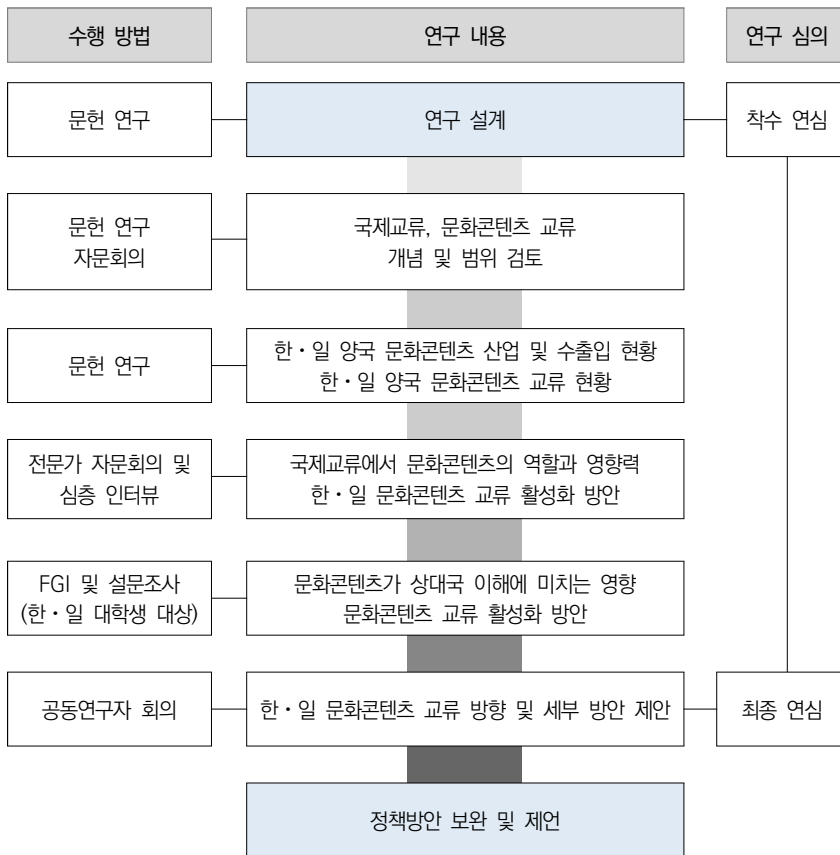 수행 방법
연구 내용
연구 심의
문헌 연구
연구 설계
착수 연심
문헌 연구
자문회의
국제교류, 문화콘텐츠 교류
개념 및 범위 검토
문헌 연구
한・일 양국 문화콘텐츠 산업 및 수출입 현황
한・일 양국 문화콘텐츠 교류 현황
전문가 자문회의 및
심층 인터뷰
국제교류에서 문화콘텐츠의 역할과 영향력
한・일 문화콘텐츠 교류 활성화 방안
FGI 및 설문조사
(한・일 대학생 대상)
문화콘텐츠가 상대국 이해에 미치는 영향
문화콘텐츠 교류 활성화 방안
공동연구자 회의
한・일 문화콘텐츠 교류 방향 및 세부 방안 제안
최종 연심
정책방안 보완 및 제언